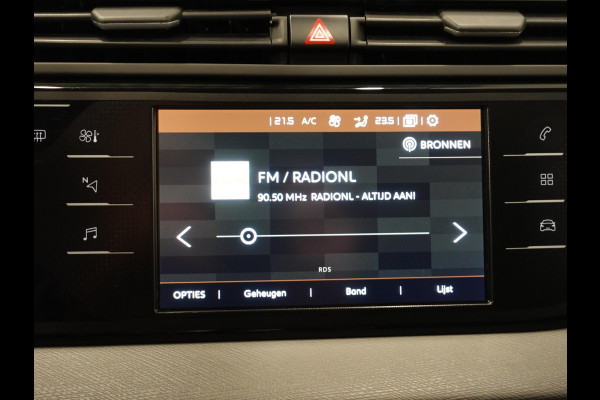 21.5 A/C 23.5
BRONNEN
FM / RADIONL
90.50 MHz RADIONL - ALTIJD AAN!
RDS
OPTIES | Geheugen | Band | Lijst
N